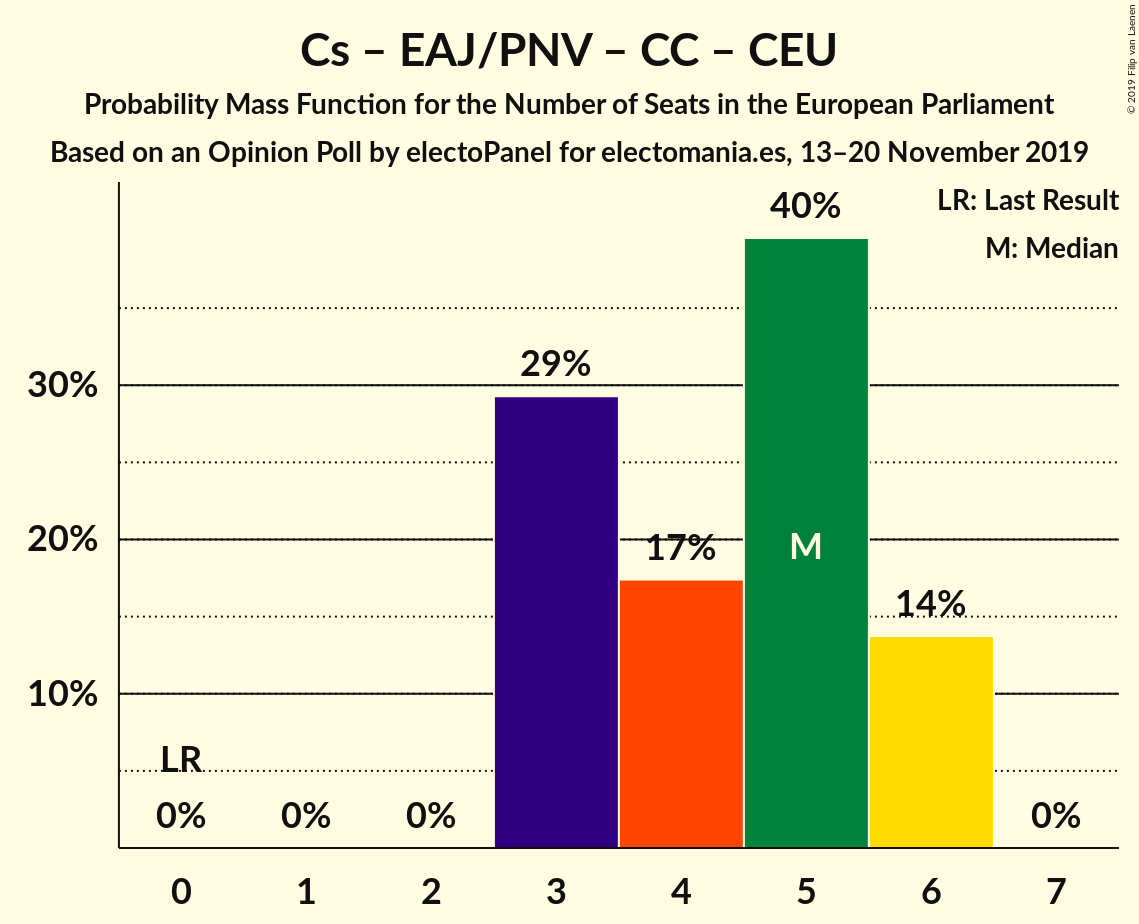 Cs – EAJ/PNV – CC – CEU
Probability Mass Function for the Number of Seats in the European Parliament
Based on an Opinion Poll by electoPanel for electomania.es, 13–20 November 2019
© 2019 Filip van Laenen
LR: Last Result
M: Median
40%
29%
30%
20%
17%
M
14%
10%
LR
0%
0%
0%
0%
0
1
2
3
4
5
6
7